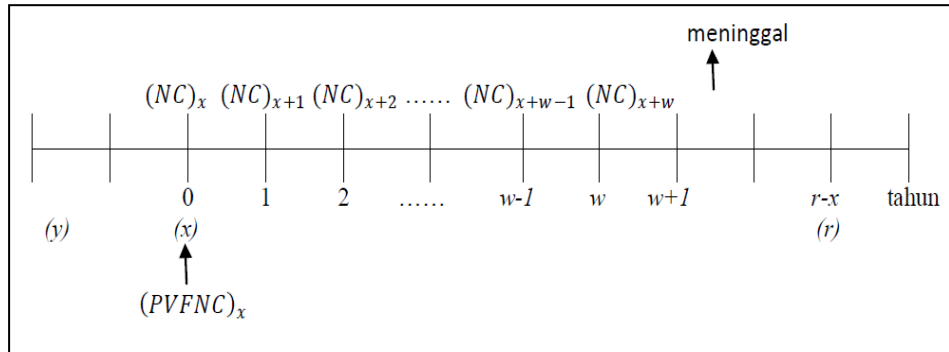 meninggal
(NC)ₓ (NC)ₓ₊₁ (NC)ₓ₊₂ ...... (NC)ₓ₊w₋₁ (NC)ₓ₊w
0 1 2 ...... w-1 w w+1 r-x tahun
(y) (x) (r)
(PVFNC)ₓ